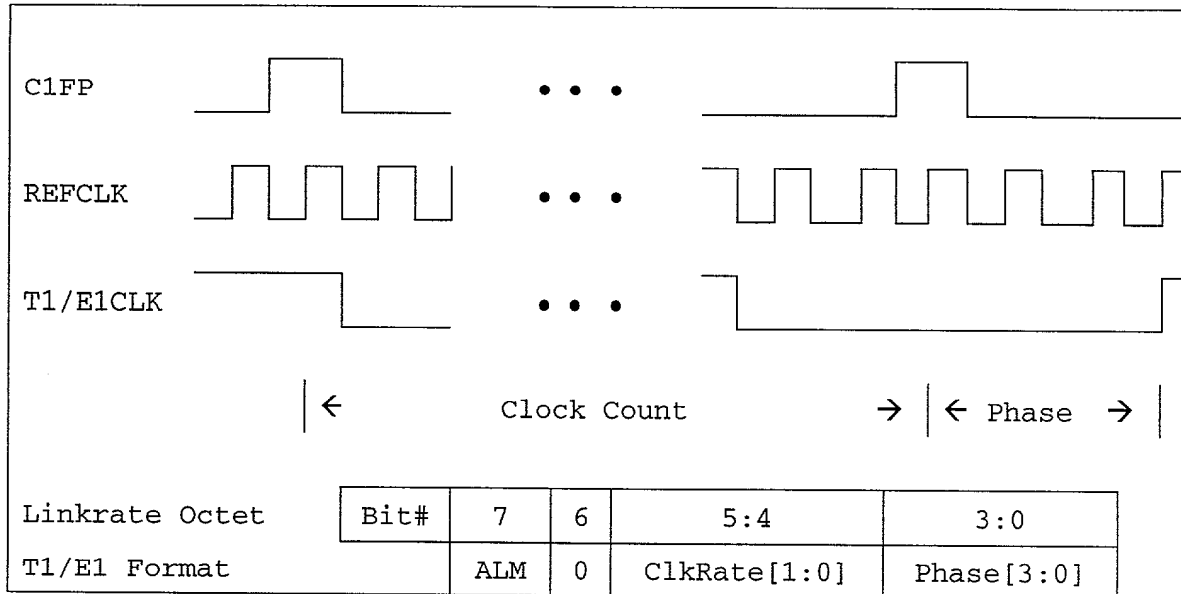 C1FP
REFCLK
T1/E1CLK
Clock Count
Phase
Linkrate Octet Bit# 7 6 5:4 3:0
T1/E1 Format ALM 0 ClkRate[1:0] Phase[3:0]